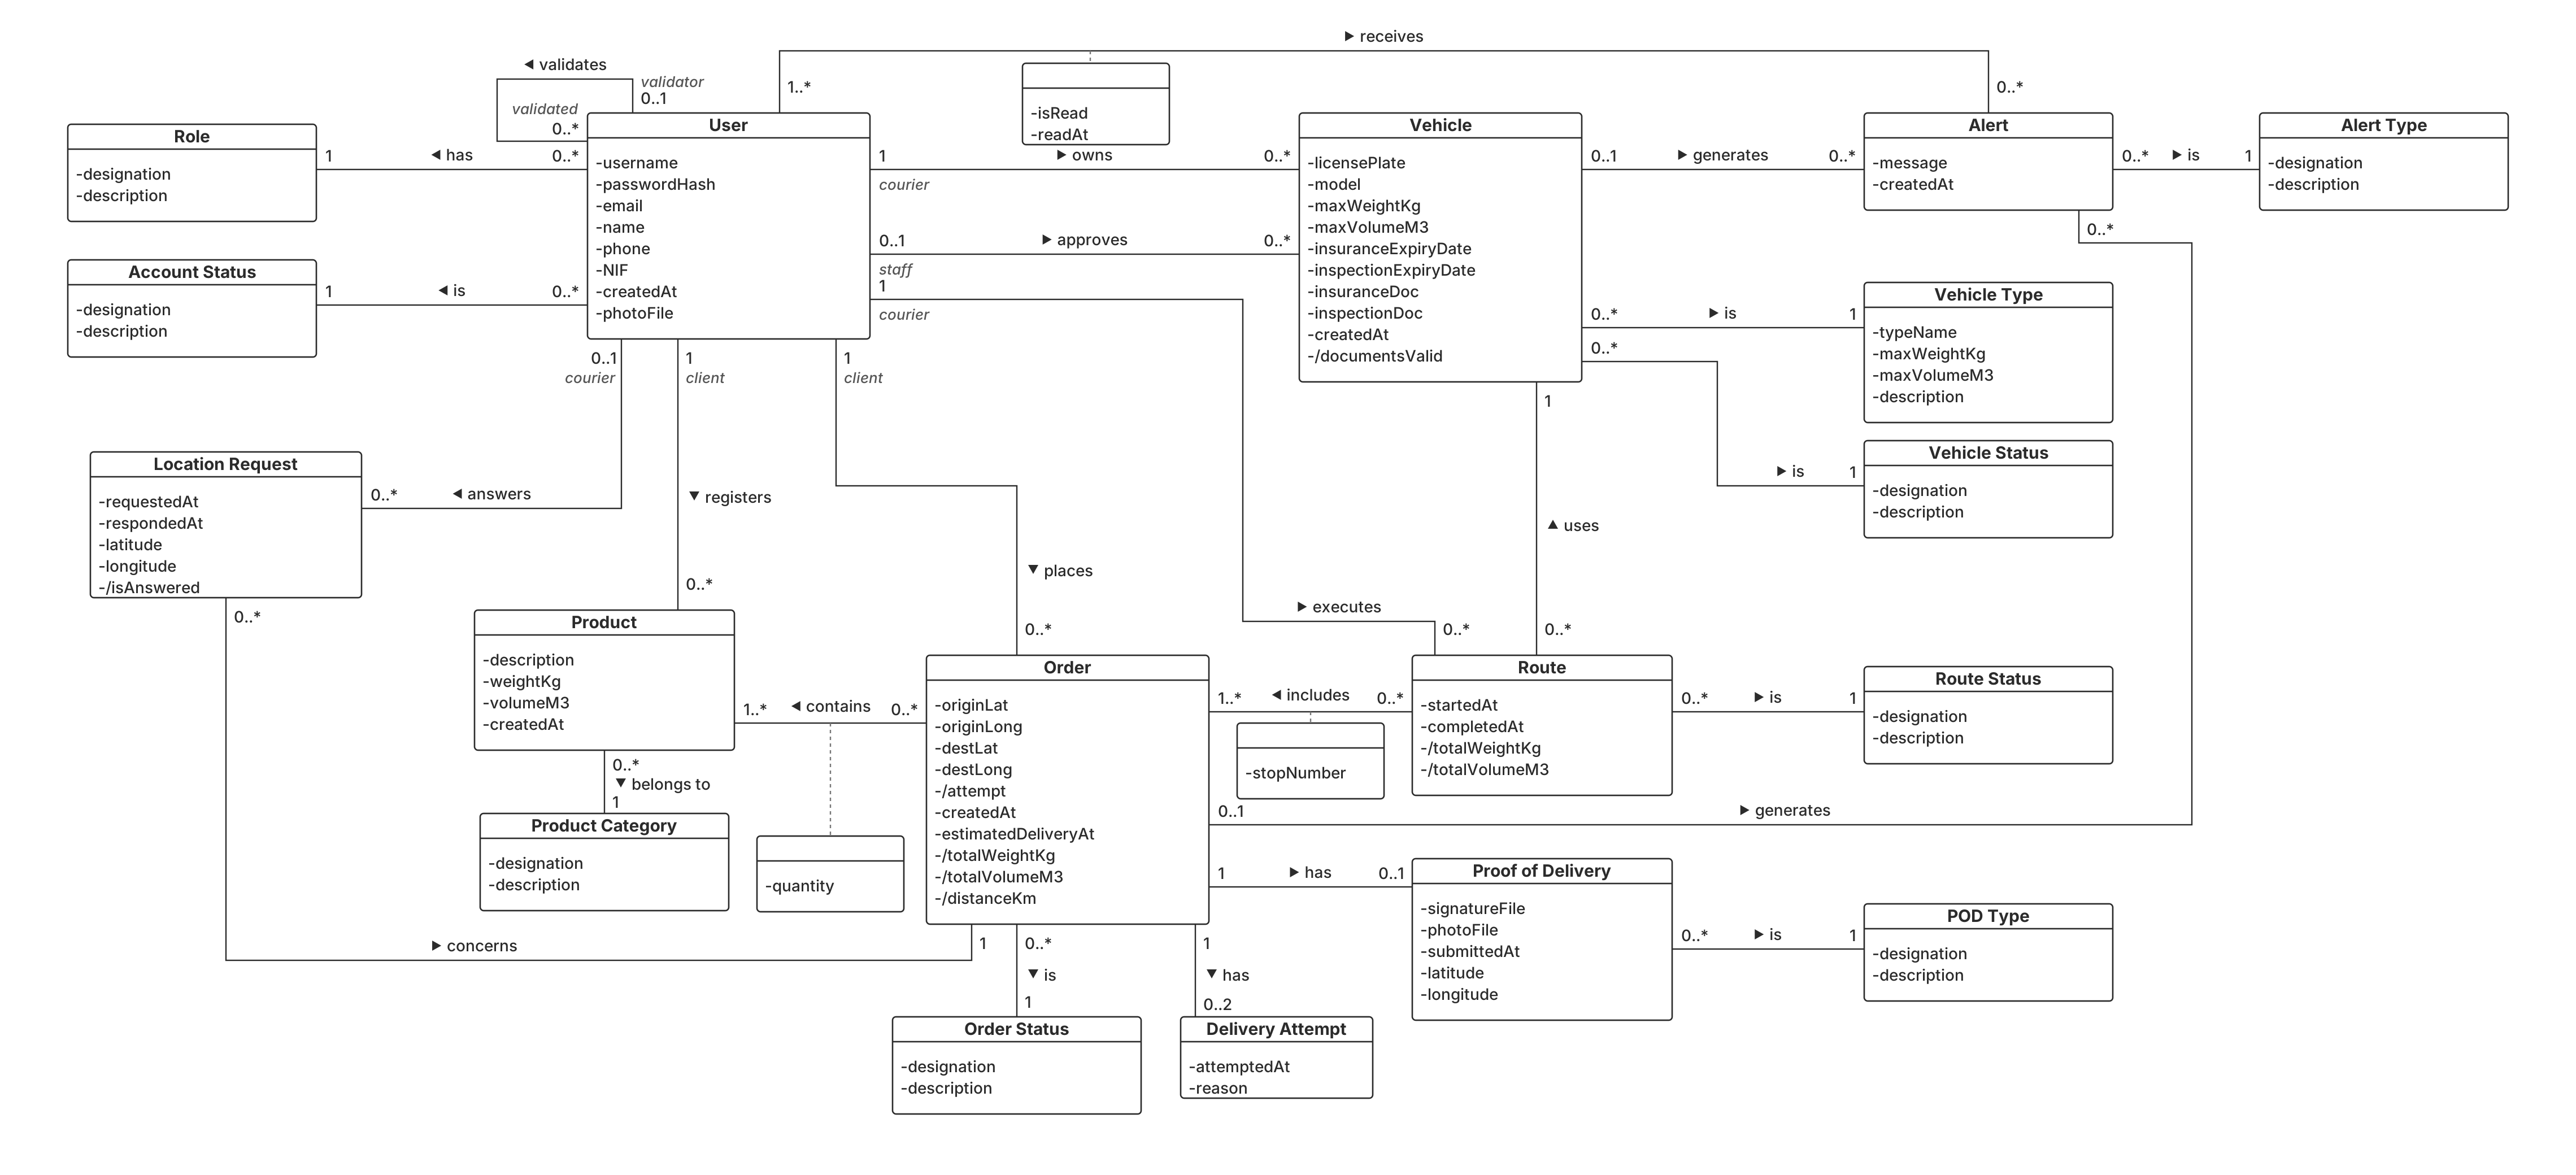 ▶ receives
◀ validates
validator
0..1
validated
0..*
1..*
0..*
-isRead
-readAt
Role
-designation
-description
1
◀ has
0..*
User
-username
-passwordHash
-email
-name
-phone
-NIF
-createdAt
-photoFile
1
▶ owns
0..*
courier
0..1
▶ approves
0..*
staff
1
courier
Vehicle
-licensePlate
-model
-maxWeightKg
-maxVolumeM3
-insuranceExpiryDate
-inspectionExpiryDate
-insuranceDoc
-inspectionDoc
-createdAt
-/documentsValid
0..1
▶ generates
0..*
Alert
-message
-createdAt
0..*
▶ is
1
Alert Type
-designation
-description
0..*
Account Status
-designation
-description
1
◀ is
0..*
0..*
▶ is
1
Vehicle Type
-typeName
-maxWeightKg
-maxVolumeM3
-description
0..*
▶ is
1
Vehicle Status
-designation
-description
0..1
courier
1
client
1
client
1
Location Request
-requestedAt
-respondedAt
-latitude
-longitude
-/isAnswered
0..*
◀ answers
▼ registers
0..*
▲ uses
▼ places
0..*
▶ executes
0..*
0..*
0..*
Product
-description
-weightKg
-volumeM3
-createdAt
1..*
◀ contains
0..*
Order
-originLat
-originLong
-destLat
-destLong
-/attempt
-createdAt
-estimatedDeliveryAt
-/totalWeightKg
-/totalVolumeM3
-/distanceKm
1..*
◀ includes
0..*
-stopNumber
Route
-startedAt
-completedAt
-/totalWeightKg
-/totalVolumeM3
0..*
▶ is
1
Route Status
-designation
-description
0..*
▼ belongs to
1
Product Category
-designation
-description
-quantity
0..1
▶ generates
1
▶ has
0..1
Proof of Delivery
-signatureFile
-photoFile
-submittedAt
-latitude
-longitude
0..*
▶ is
1
POD Type
-designation
-description
▶ concerns
1
0..*
▼ is
1
1
▼ has
0..2
Order Status
-designation
-description
Delivery Attempt
-attemptedAt
-reason